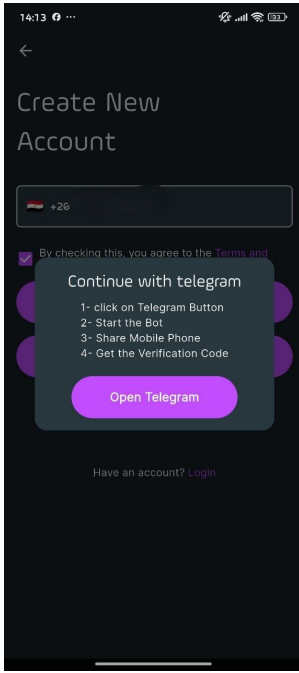 14:13
Create New
Account
+20
By checking this, you agree to the Terms and
Continue with telegram
1- click on Telegram Button
2- Start the Bot
3- Share Mobile Phone
4- Get the Verification Code
Open Telegram
Have an account? Login